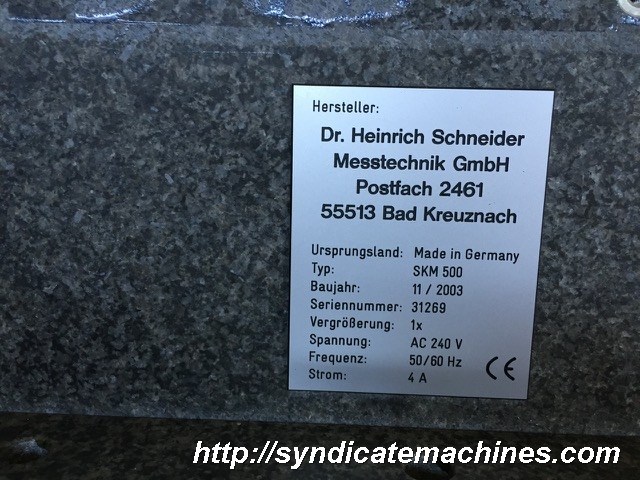 Hersteller:
Dr. Heinrich Schneider
Messtechnik GmbH
Postfach 2461
55513 Bad Kreuznach
Ursprungsland: Made in Germany
Typ: SKM 500
Baujahr: 11 / 2003
Seriennummer: 31269
Vergrößerung: 1x
Spannung: AC 240 V
Frequenz: 50/60 Hz
Strom: 4 A
CE
http://syndicatemachines.com